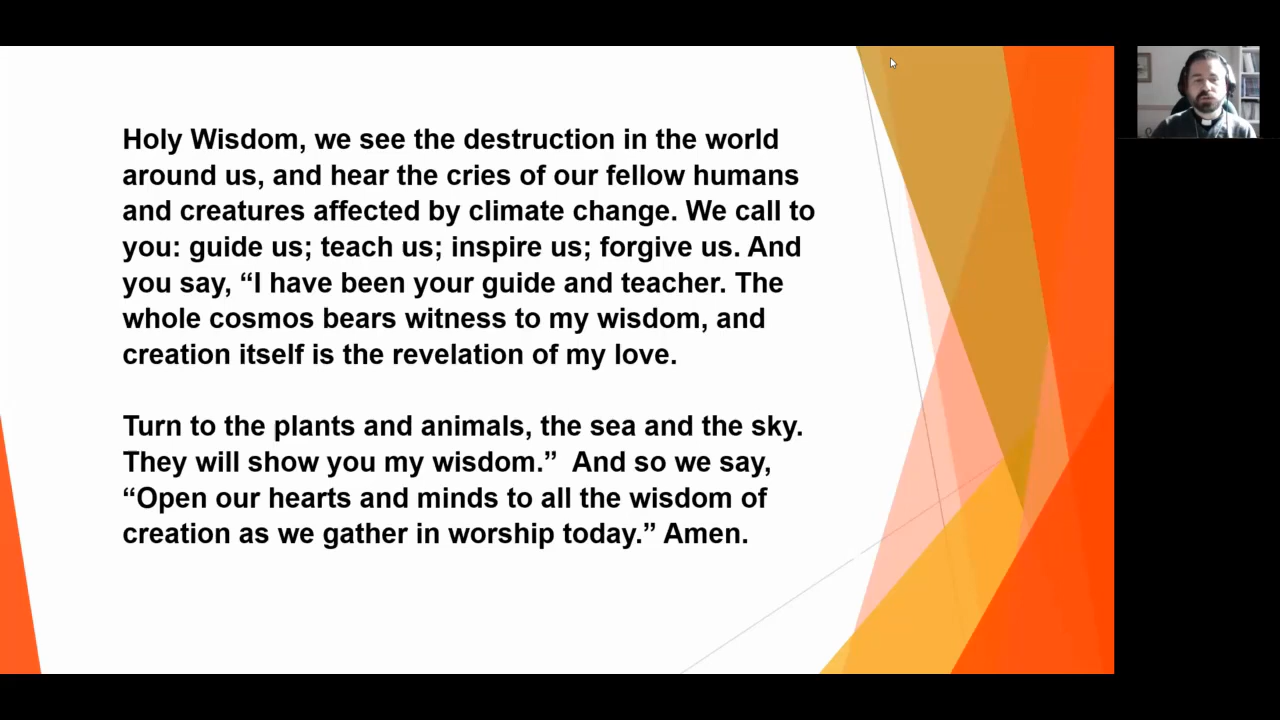 Holy Wisdom, we see the destruction in the world
around us, and hear the cries of our fellow humans
and creatures affected by climate change. We call to
you: guide us; teach us; inspire us; forgive us. And
you say, “I have been your guide and teacher. The
whole cosmos bears witness to my wisdom, and
creation itself is the revelation of my love.
Turn to the plants and animals, the sea and the sky.
They will show you my wisdom.”  And so we say,
“Open our hearts and minds to all the wisdom of
creation as we gather in worship today.” Amen.